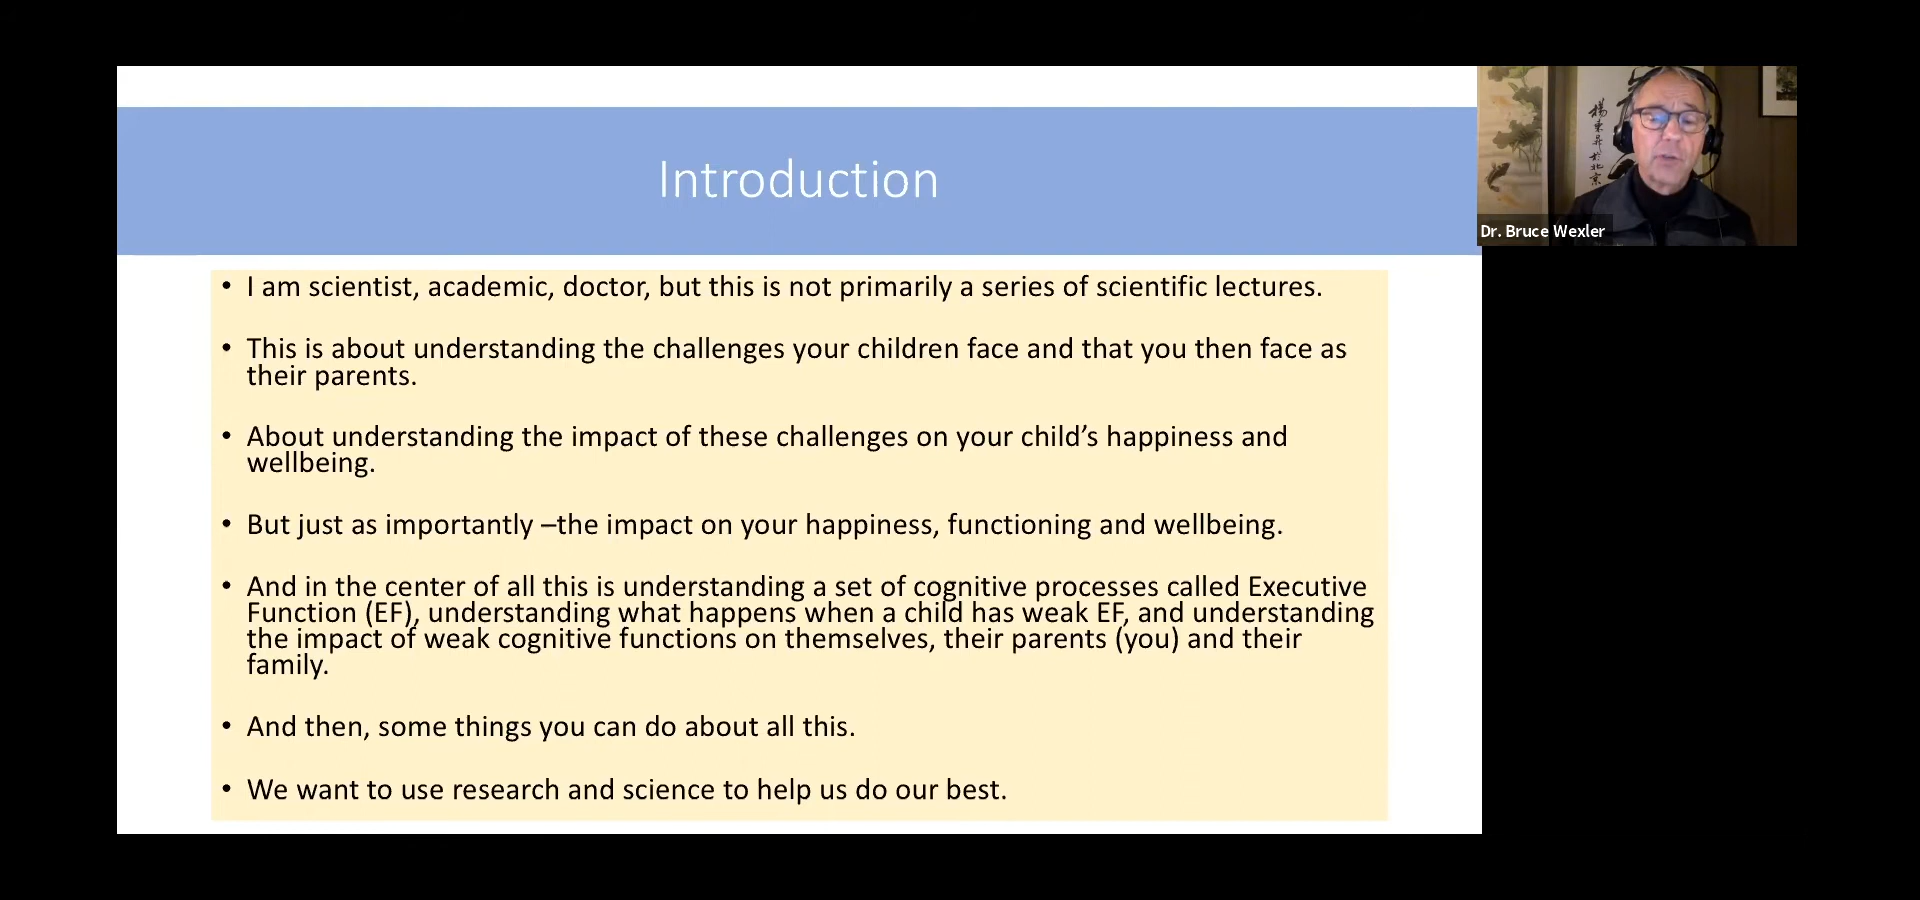 Introduction
• I am scientist, academic, doctor, but this is not primarily a series of scientific lectures.
• This is about understanding the challenges your children face and that you then face as
their parents.
• About understanding the impact of these challenges on your child’s happiness and
wellbeing.
• But just as importantly –the impact on your happiness, functioning and wellbeing.
• And in the center of all this is understanding a set of cognitive processes called Executive
Function (EF), understanding what happens when a child has weak EF, and understanding
the impact of weak cognitive functions on themselves, their parents (you) and their
family.
• And then, some things you can do about all this.
• We want to use research and science to help us do our best.
Dr. Bruce Wexler